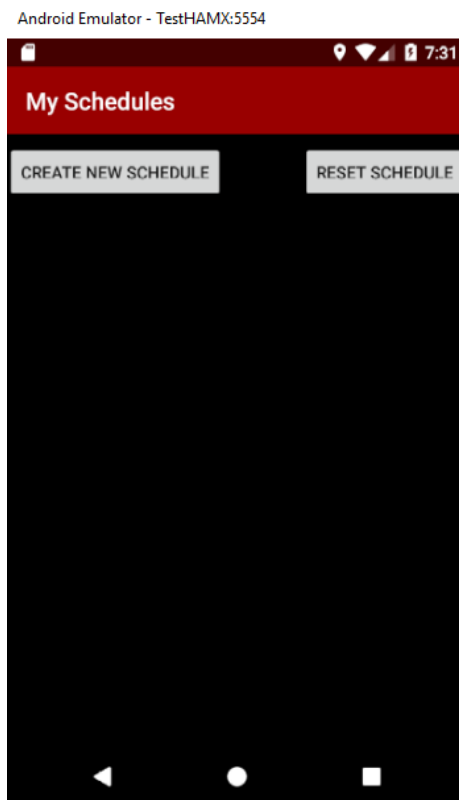 Android Emulator - TestHAMX:5554
7:31
My Schedules
CREATE NEW SCHEDULE RESET SCHEDULE